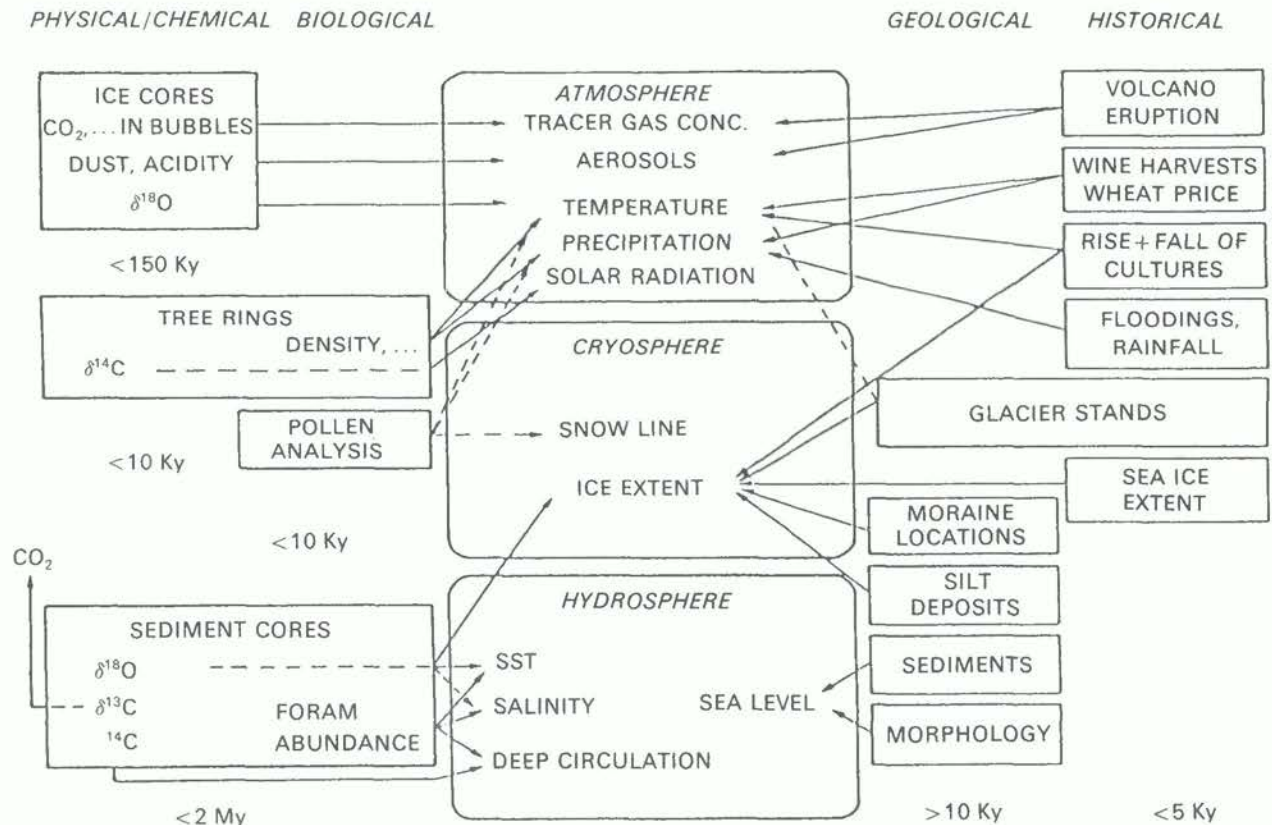 PHYSICAL/CHEMICAL BIOLOGICAL GEOLOGICAL HISTORICAL
ICE CORES
CO₂, ... IN BUBBLES
DUST, ACIDITY
δ¹⁸O
<150 Ky
TREE RINGS
DENSITY, ...
δ¹⁴C
POLLEN
ANALYSIS
<10 Ky
<10 Ky
CO₂
SEDIMENT CORES
δ¹⁸O
δ¹³C
¹⁴C
FORAM
ABUNDANCE
<2 My
ATMOSPHERE
TRACER GAS CONC.
AEROSOLS
TEMPERATURE
PRECIPITATION
SOLAR RADIATION
CRYOSPHERE
SNOW LINE
ICE EXTENT
HYDROSPHERE
SST
SALINITY
SEA LEVEL
DEEP CIRCULATION
VOLCANO
ERUPTION
WINE HARVESTS
WHEAT PRICE
RISE+FALL OF
CULTURES
FLOODINGS,
RAINFALL
GLACIER STANDS
SEA ICE
EXTENT
MORAINE
LOCATIONS
SILT
DEPOSITS
SEDIMENTS
MORPHOLOGY
>10 Ky <5 Ky